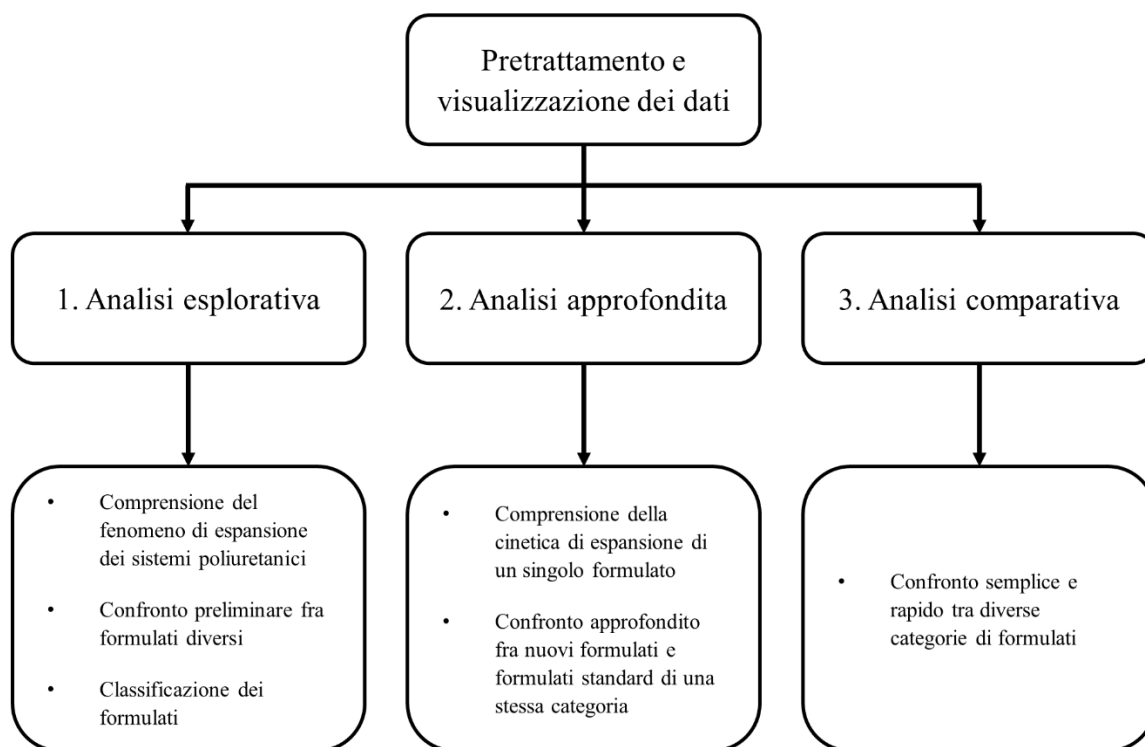 Pretrattamento e
visualizzazione dei dati
1. Analisi esplorativa
2. Analisi approfondita
3. Analisi comparativa
• Comprensione del
fenomeno di espansione
dei sistemi poliuretanici
• Confronto preliminare fra
formulati diversi
• Classificazione dei
formulati
• Comprensione della
cinetica di espansione di
un singolo formulato
• Confronto approfondito
fra nuovi formulati e
formulati standard di una
stessa categoria
• Confronto semplice e
rapido tra diverse
categorie di formulati